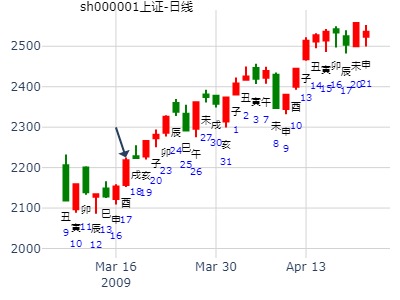 sh000001上证-日线
2500
2400
2300
2200
2100
2000
丑 9
寅 10
卯 11
辰 12
巳 13
申 16
酉 17
戌 18
亥 19
子 20
卯 23
辰 24
巳 25
午 26
未 27
戌 30
亥 31
子 1
丑 2
寅 3
午 7
未 8
申 9
酉 10
子 13
丑 14
寅 15
卯 16
辰 17
未 20
申 21
Mar 16
2009
Mar 30
Apr 13